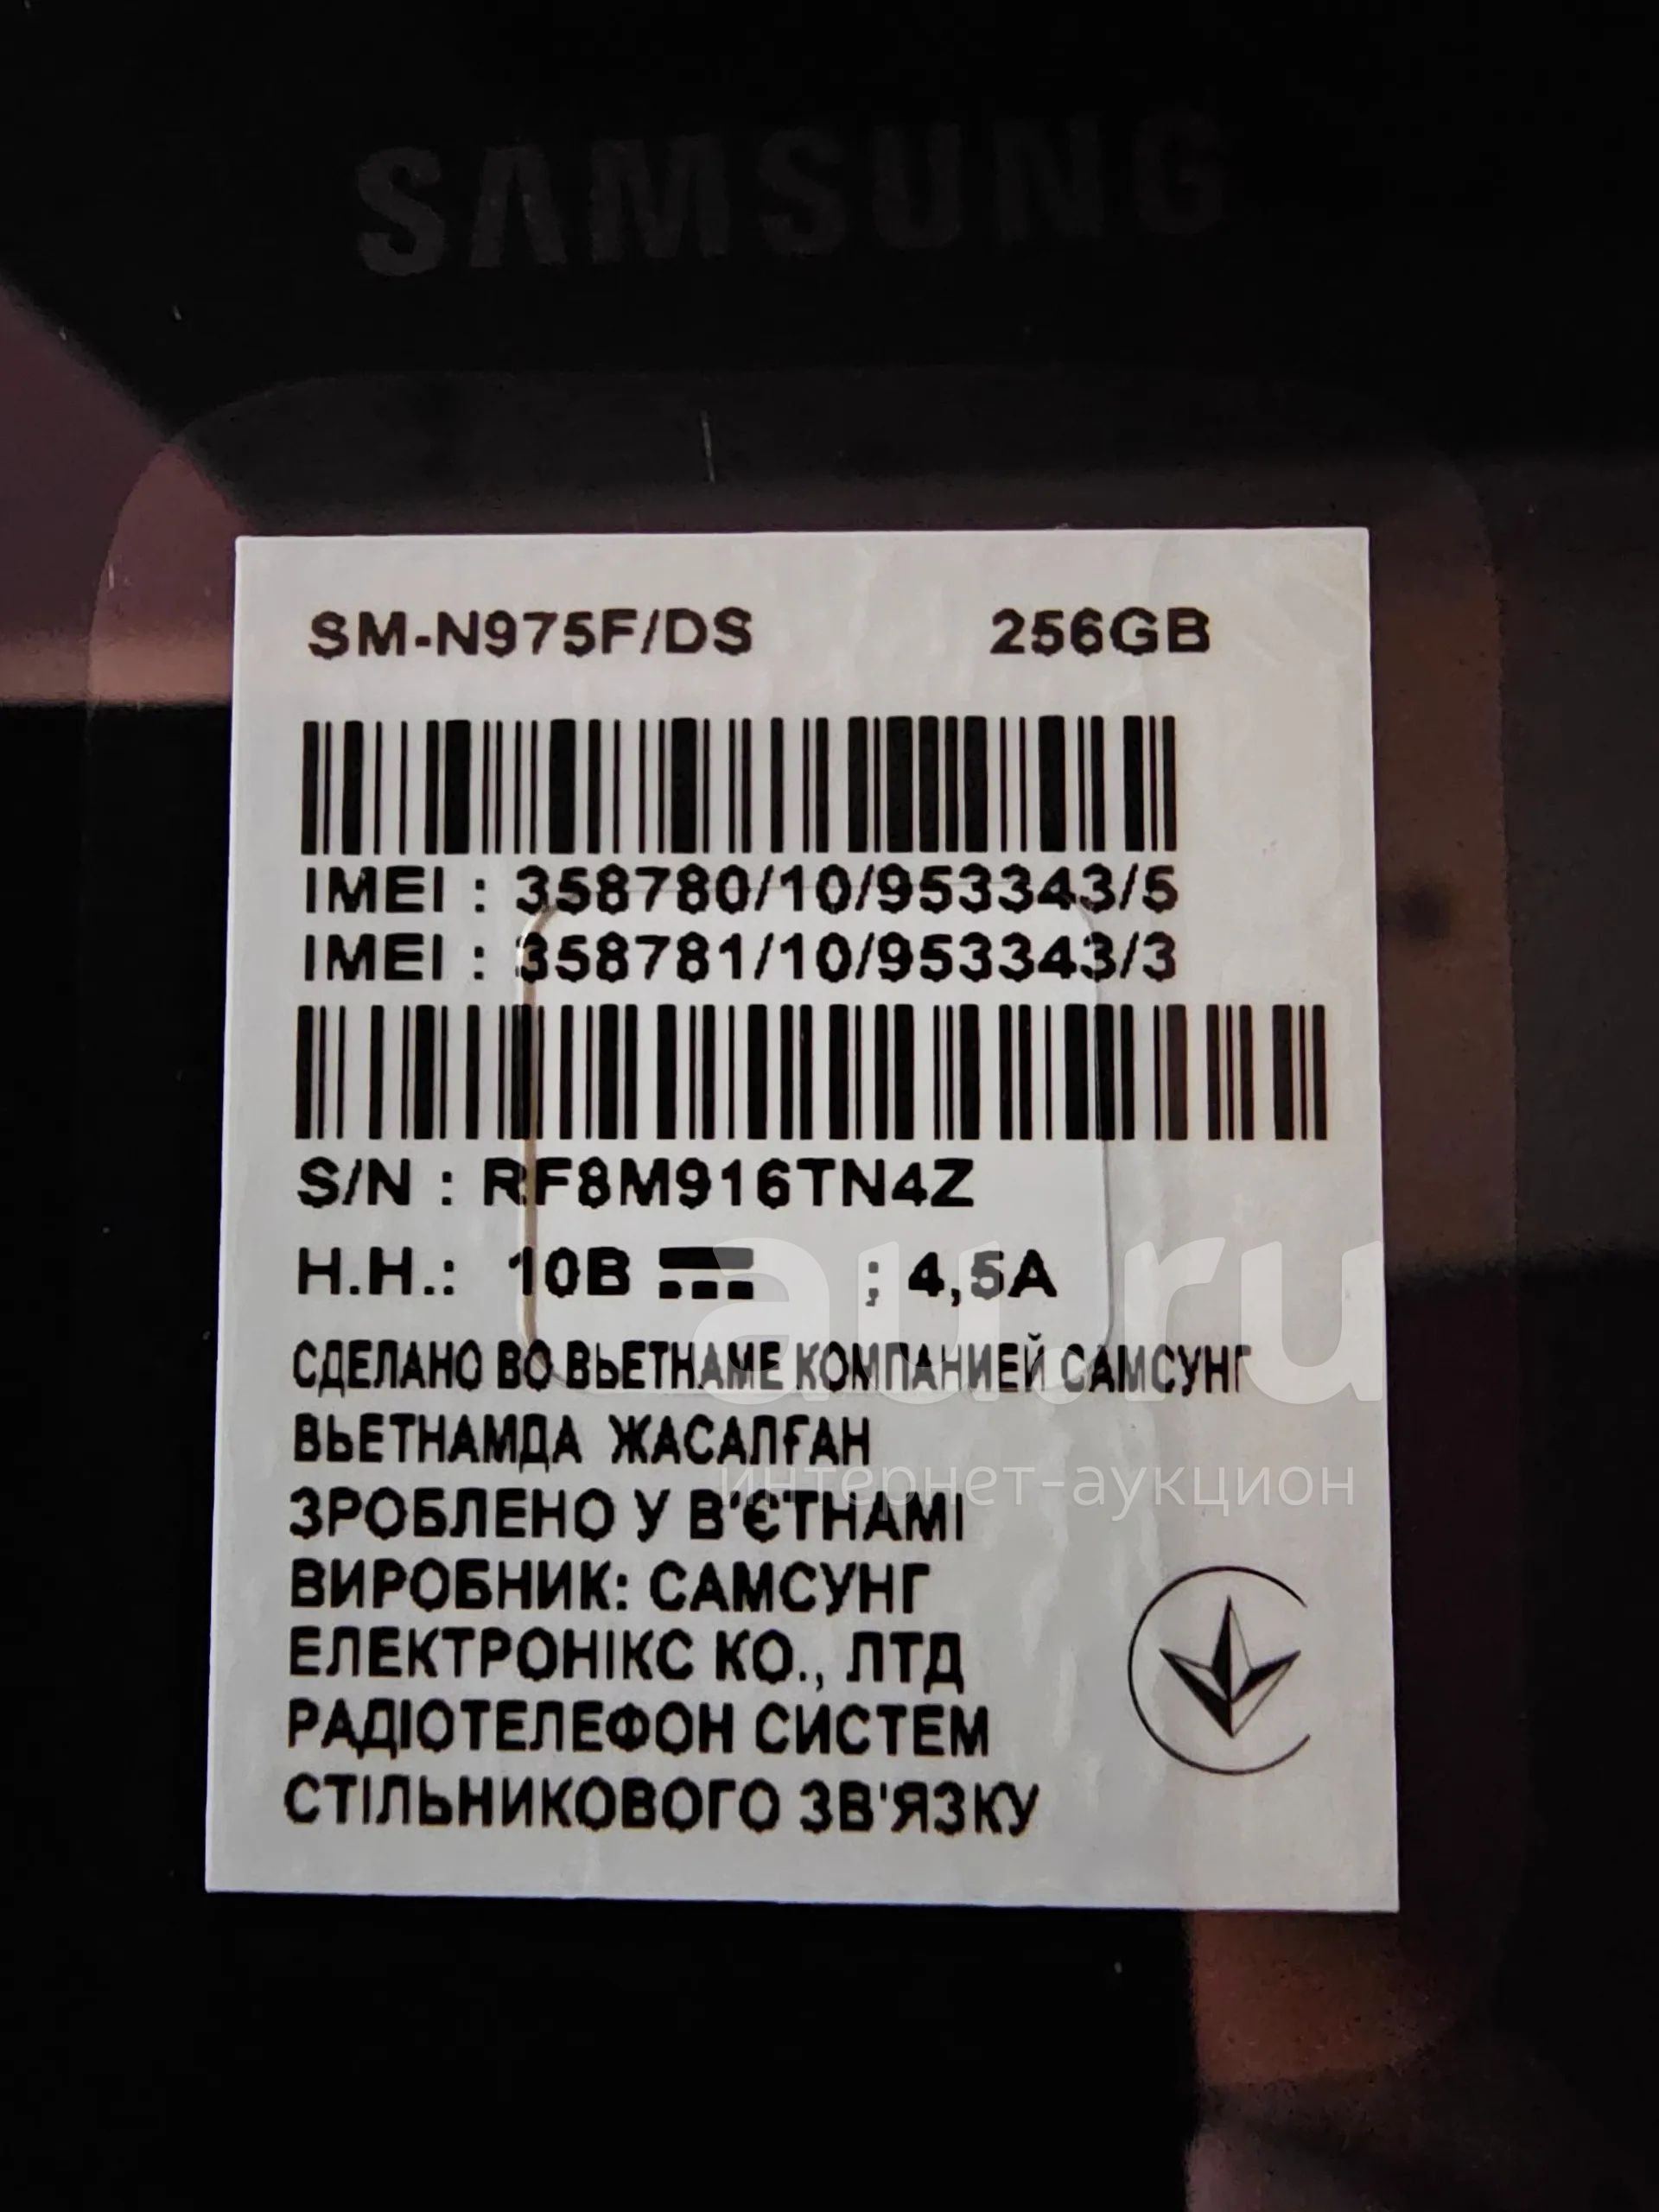 SAMSUNG
SM-N975F/DS 256GB
IMEI : 358780/10/953343/5
IMEI : 358781/10/953343/3
S/N : RF8M916TN4Z
Н.Н.: 10В ; 4,5А
СДЕЛАНО ВО ВЬЕТНАМЕ КОМПАНИЕЙ САМСУНГ
ВЬЕТНАМДА ЖАСАЛҒАН
ЗРОБЛЕНО У В'ЄТНАМІ
ВИРОБНИК: САМСУНГ
ЕЛЕКТРОНІКС КО., ЛТД
РАДІОТЕЛЕФОН СИСТЕМ
СТІЛЬНИКОВОГО ЗВ'ЯЗКУ
au.ru
интернет-аукцион